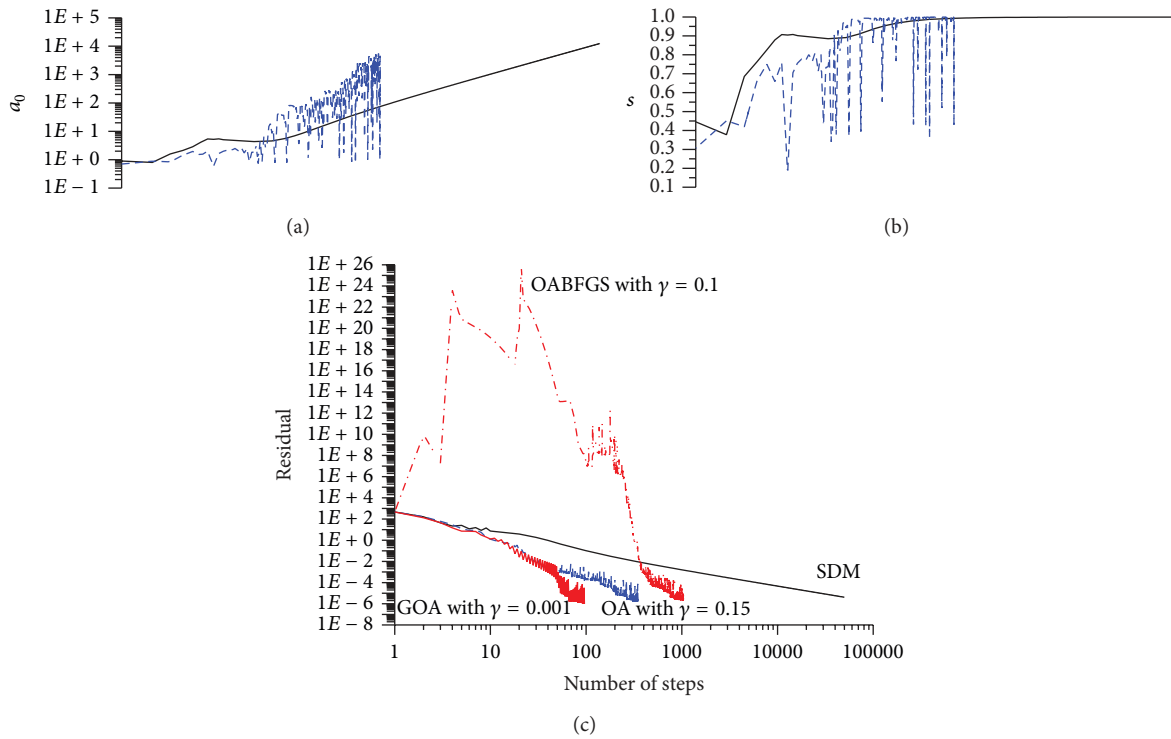 1E + 5
1E + 4
1E + 3
1E + 2
1E + 1
1E + 0
1E − 1
a0
(a)
1.0
0.9
0.8
0.7
0.6
0.5
0.4
0.3
0.2
0.1
s
(b)
1E + 26
1E + 24
1E + 22
1E + 20
1E + 18
1E + 16
1E + 14
1E + 12
1E + 10
1E + 8
1E + 6
1E + 4
1E + 2
1E + 0
1E − 2
1E − 4
1E − 6
1E − 8
Residual
OABFGS with γ = 0.1
SDM
GOA with γ = 0.001
OA with γ = 0.15
1
10
100
1000
10000
100000
Number of steps
(c)